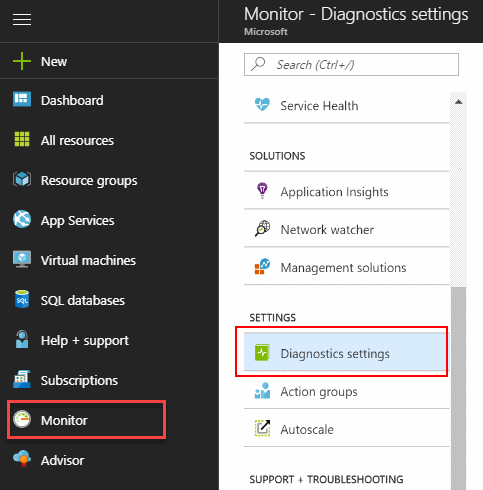 New
Dashboard
All resources
Resource groups
App Services
Virtual machines
SQL
SQL databases
Help + support
Subscriptions
Monitor
Advisor
Monitor - Diagnostics settings
Microsoft
Search (Ctrl+/)
Service Health
SOLUTIONS
Application Insights
Network watcher
Management solutions
SETTINGS
Diagnostics settings
Action groups
Autoscale
SUPPORT + TROUBLESHOOTING